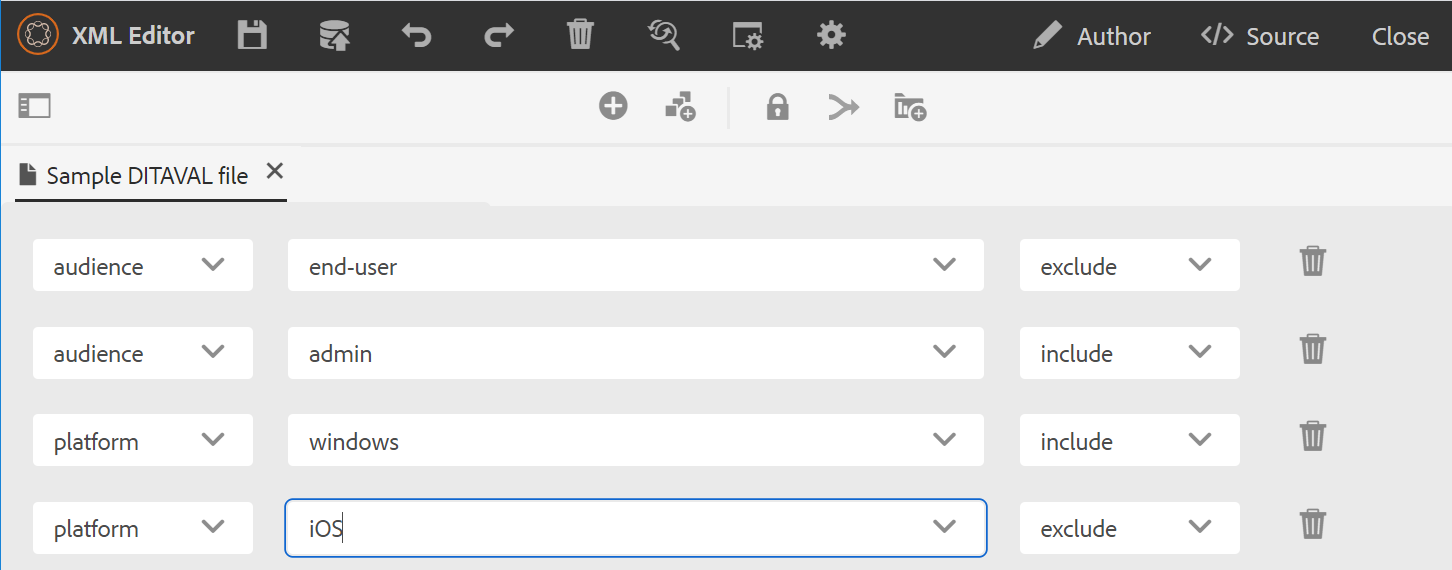 XML Editor Author </> Source Close
Sample DITAVAL file
audience end-user exclude
audience admin include
platform windows include
platform iOS exclude